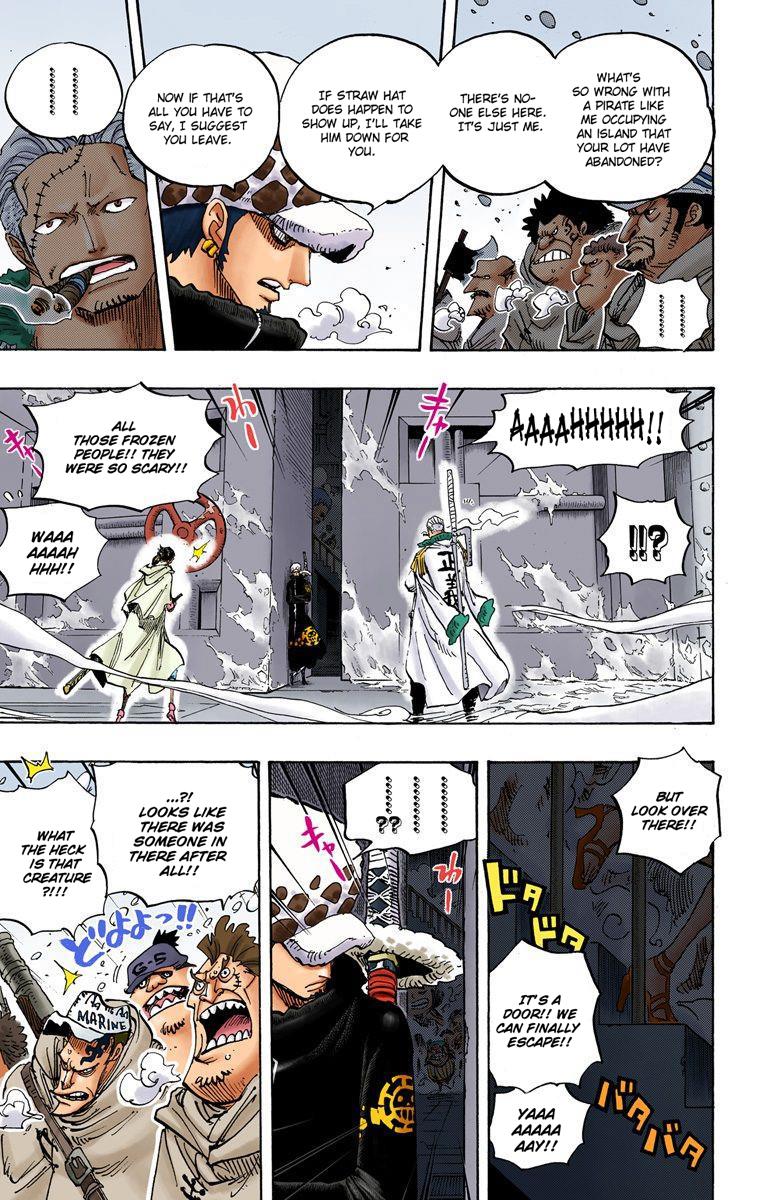 WHAT'S
SO WRONG WITH
A PIRATE LIKE
ME OCCUPYING
AN ISLAND THAT
YOUR LOT HAVE
ABANDONED?
THERE'S NO-
ONE ELSE HERE.
IT'S JUST ME.
IF STRAW HAT
DOES HAPPEN TO
SHOW UP, I'LL TAKE
HIM DOWN FOR
YOU.
NOW IF THAT'S
ALL YOU HAVE TO
SAY, I SUGGEST
YOU LEAVE.
AAAAHHHHH!!
!!?
キャー
わー
キャー
正義
ALL
THOSE FROZEN
PEOPLE!! THEY
WERE SO SCARY!!
WAAA
AAAAH
HHH!!
BUT
LOOK OVER
THERE!!
ドタ
ドタ
IT'S A
DOOR!! WE
CAN FINALLY
ESCAPE!!
YAAA
AAAAA
AAY!!
バタ
バタ
??
キャー
わー
...?!
LOOKS LIKE
THERE WAS
SOMEONE IN
THERE AFTER
ALL!!
WHAT
THE HECK
IS THAT
CREATURE
?!!!
どよよっ!!
G-5
MARINE